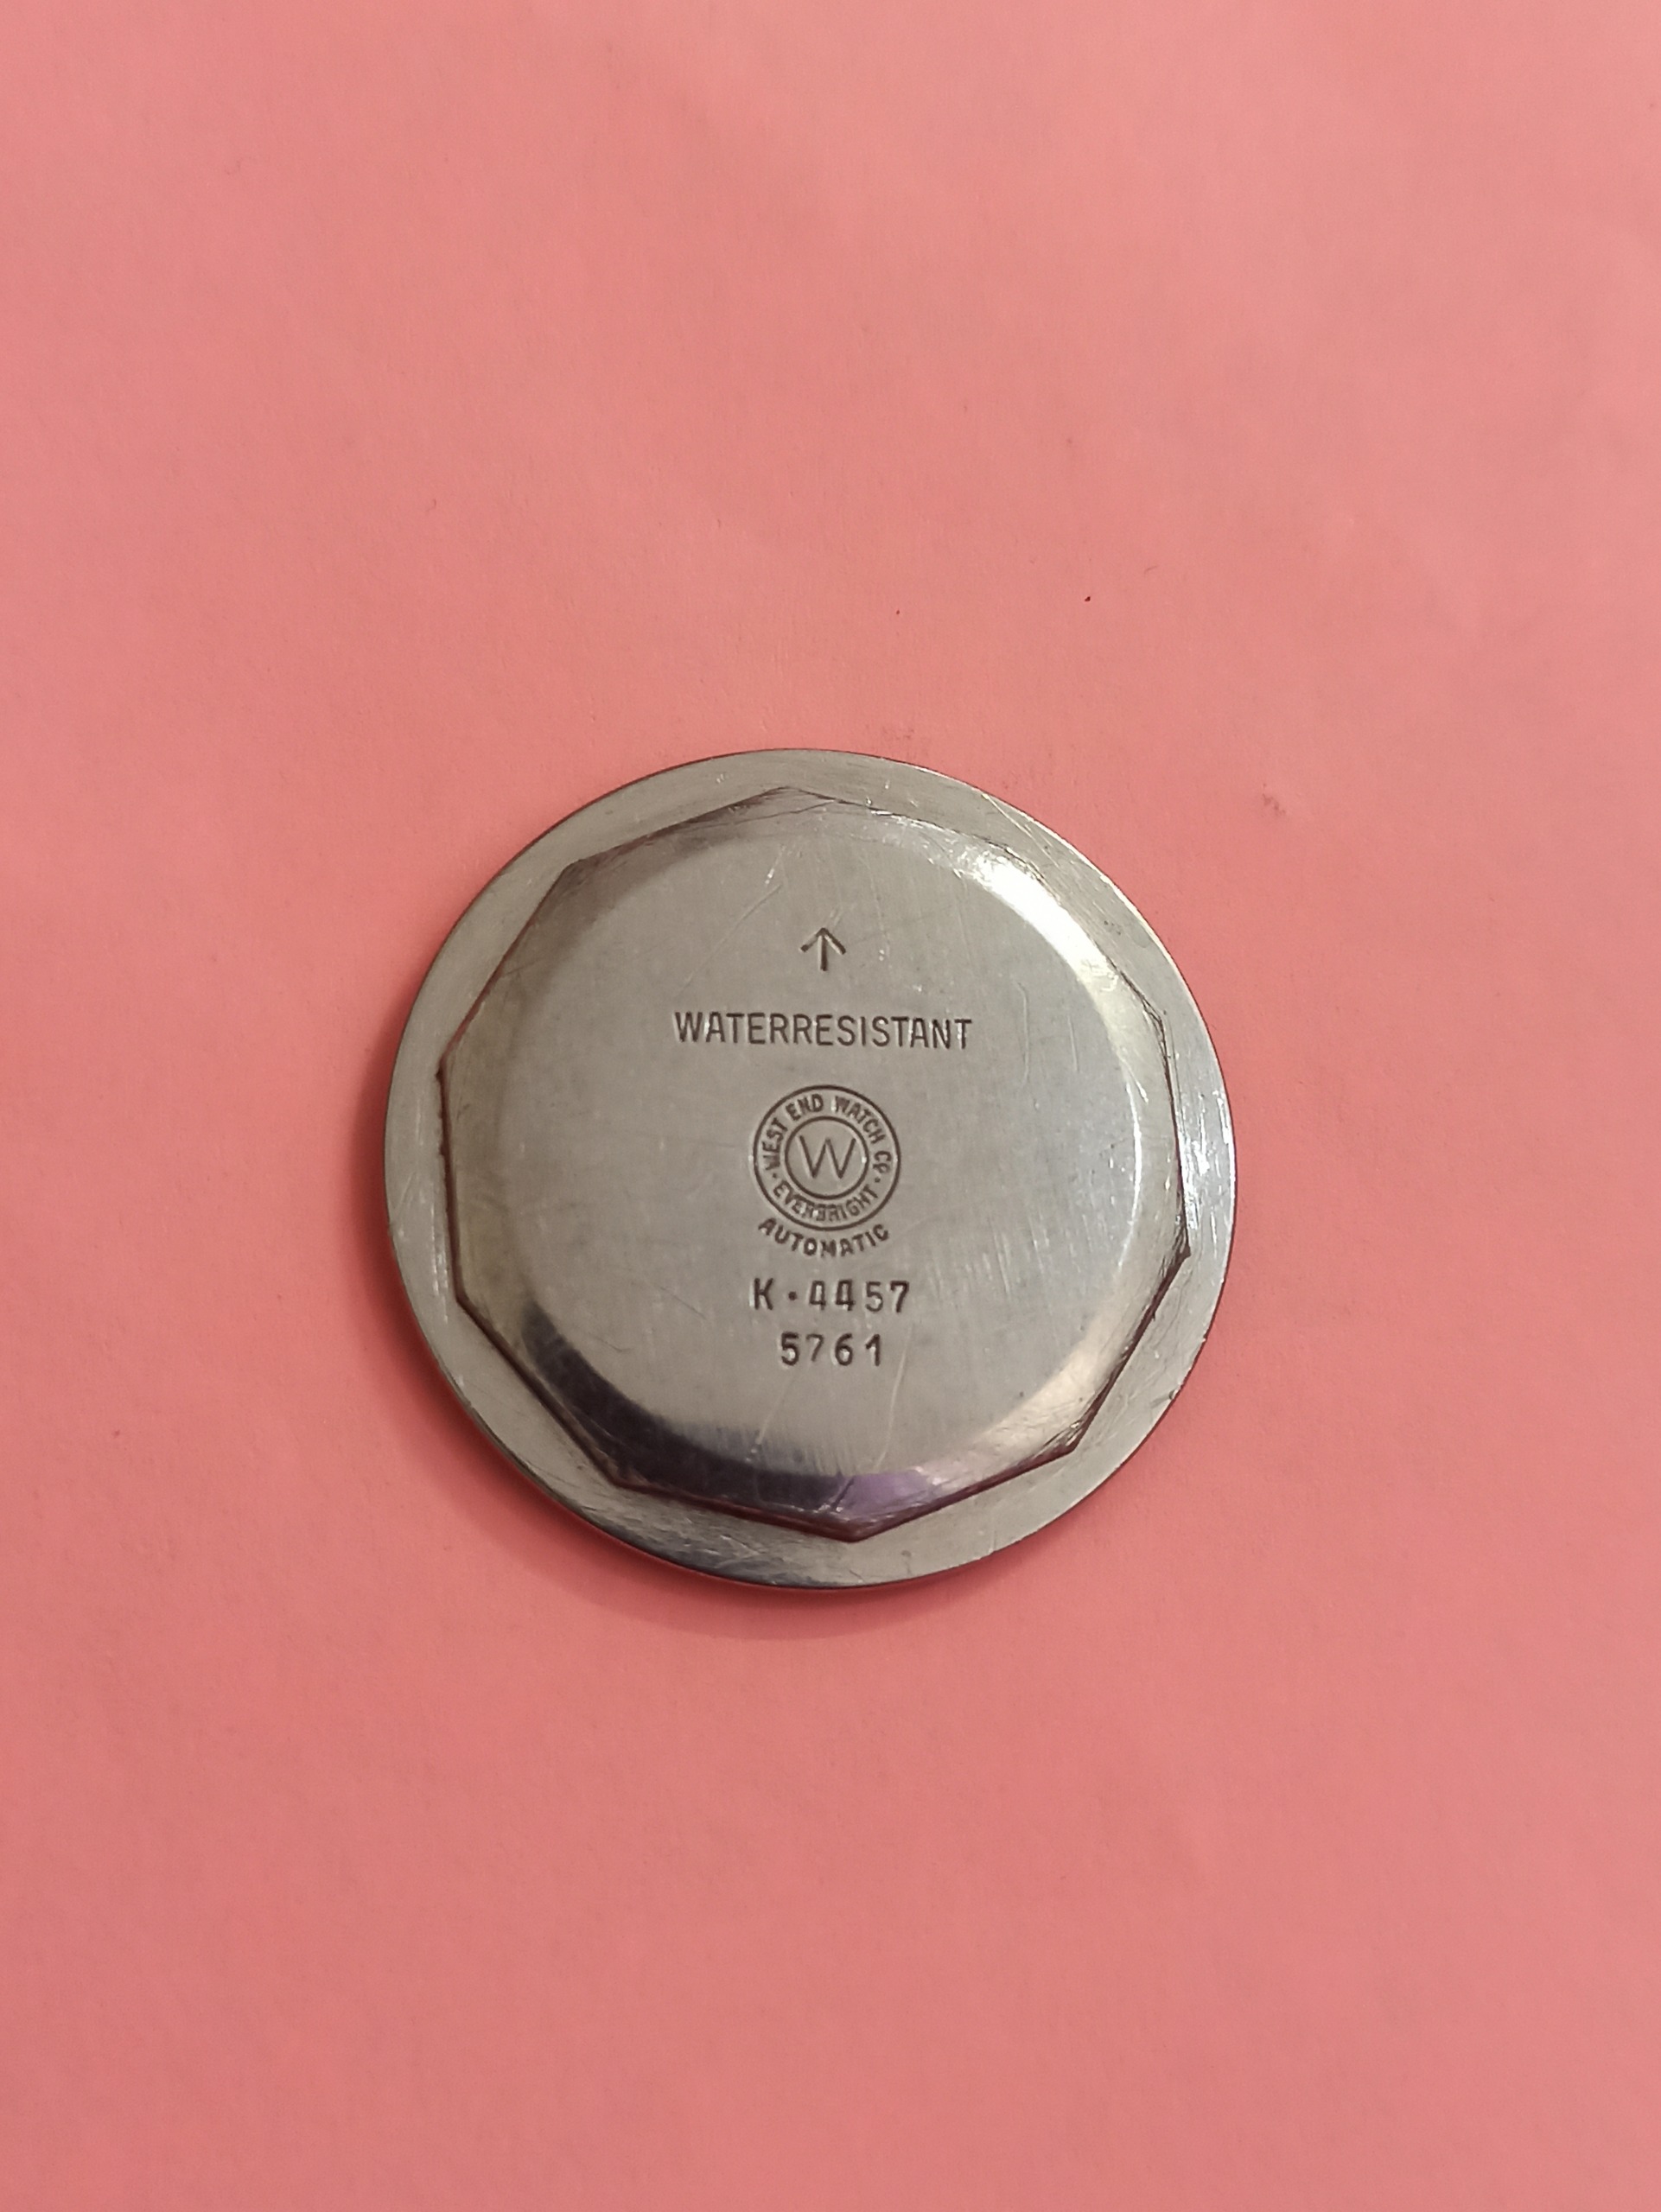 ↑
WATERRESISTANT
WEST END WATCH Co
W
· EVERBRIGHT ·
AUTOMATIC
K·4457
5761